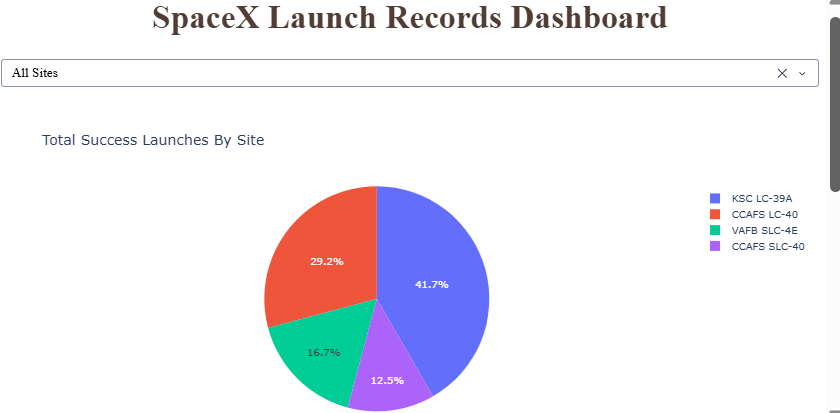 SpaceX Launch Records Dashboard
All Sites
Total Success Launches By Site
KSC LC-39A
CCAFS LC-40
VAFB SLC-4E
CCAFS SLC-40
29.2%
41.7%
16.7%
12.5%